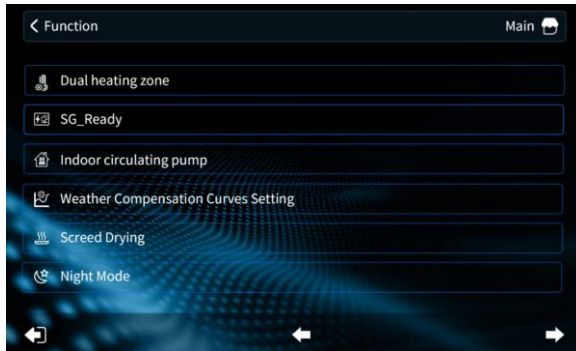 Function
Main
Dual heating zone
SG_Ready
Indoor circulating pump
Weather Compensation Curves Setting
Screed Drying
Night Mode